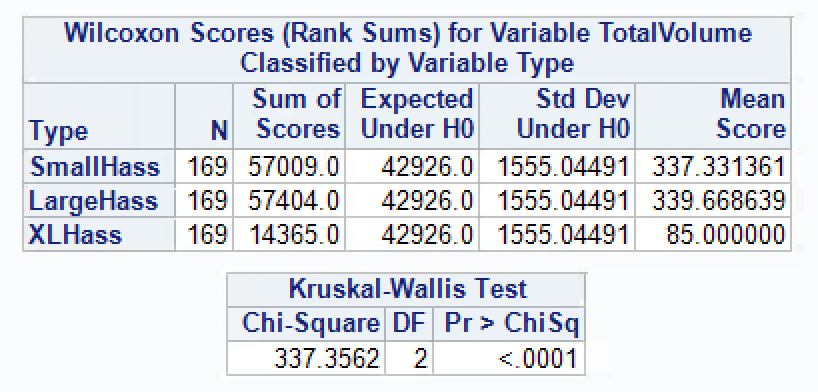 Wilcoxon Scores (Rank Sums) for Variable TotalVolume
Classified by Variable Type
Type N Sum of Scores Expected Under H0 Std Dev Under H0 Mean Score
SmallHass 169 57009.0 42926.0 1555.04491 337.331361
LargeHass 169 57404.0 42926.0 1555.04491 339.668639
XLHass 169 14365.0 42926.0 1555.04491 85.000000
Kruskal-Wallis Test
Chi-Square DF Pr > ChiSq
337.3562 2 <.0001